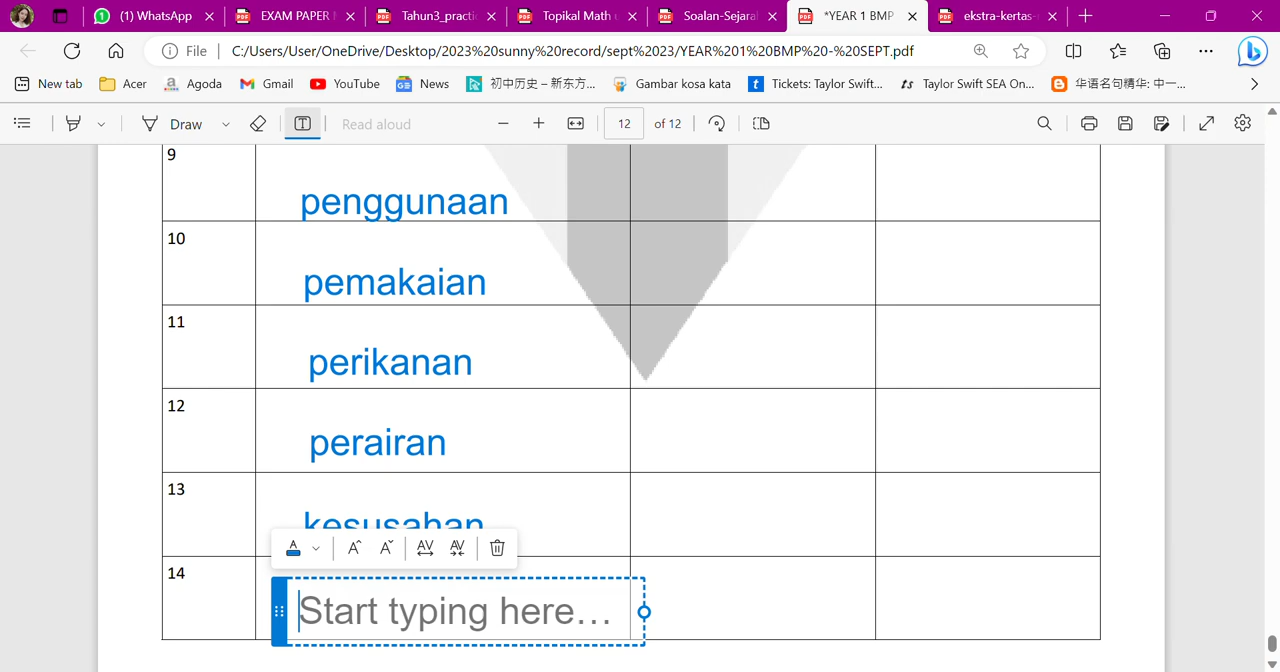 (1) WhatsApp
EXAM PAPER
Tahun3_practi
Topikal Math
Soalan-Sejaral
*YEAR 1 BMP
ekstra-kertas-
File
C:/Users/User/OneDrive/Desktop/2023%20sunny%20record/sept%2023/YEAR%201%20BMP%20-%20SEPT.pdf
New tab
Acer
Agoda
Gmail
YouTube
News
初中历史 – 新东方...
Gambar kosa kata
Tickets: Taylor Swift...
Taylor Swift SEA On...
华语名句精华: 中一...
Draw
Read aloud
12 of 12
9
penggunaan
10
pemakaian
11
perikanan
12
perairan
13
kesusahan
14
Start typing here...